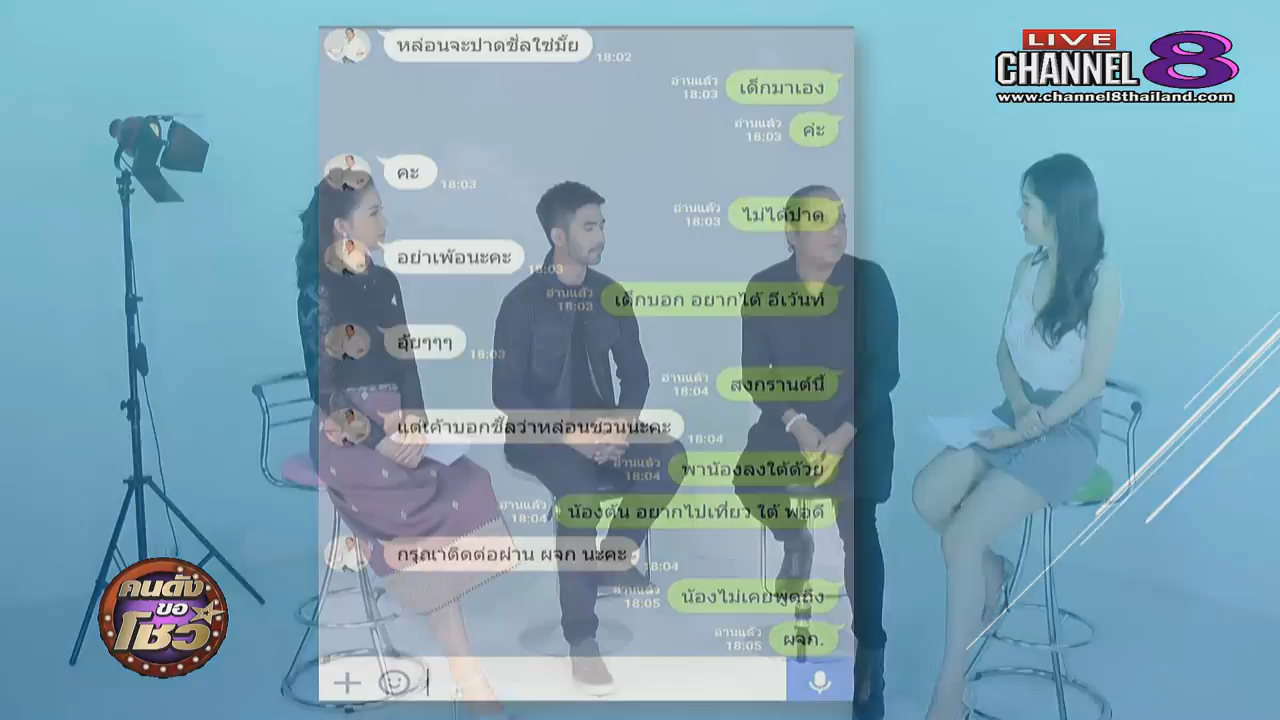 LIVE
CHANNEL 8
www.channel8thailand.com
หล่อนจะปาดชั่ลใช่มั้ย
18:02
อ่านแล้ว
18:03
เด็กมาเอง
อ่านแล้ว
18:03
ค่ะ
คะ
18:03
อ่านแล้ว
18:03
ไม่ได้ปาด
อย่าเพ้อนะคะ
18:03
อ่านแล้ว
18:03
เด็กบอก อยากได้ อีเว้นท์
อุ้ยๆๆๆ
18:03
อ่านแล้ว
18:04
สงกรานต์นี้
แต่เค้าบอกชั้ลว่าหล่อนชวนนะคะ
18:04
อ่านแล้ว
18:04
พาน้องลงใต้ด้วย
อ่านแล้ว
18:04
น้องต้น อยากไปเที่ยว ใต้ พอดี
กรุณาติดต่อผ่าน ผจก นะคะ
18:04
อ่านแล้ว
18:05
น้องไม่เคยพูดถึง
อ่านแล้ว
18:05
ผจก.
คนดัง
ขอ
โชว์